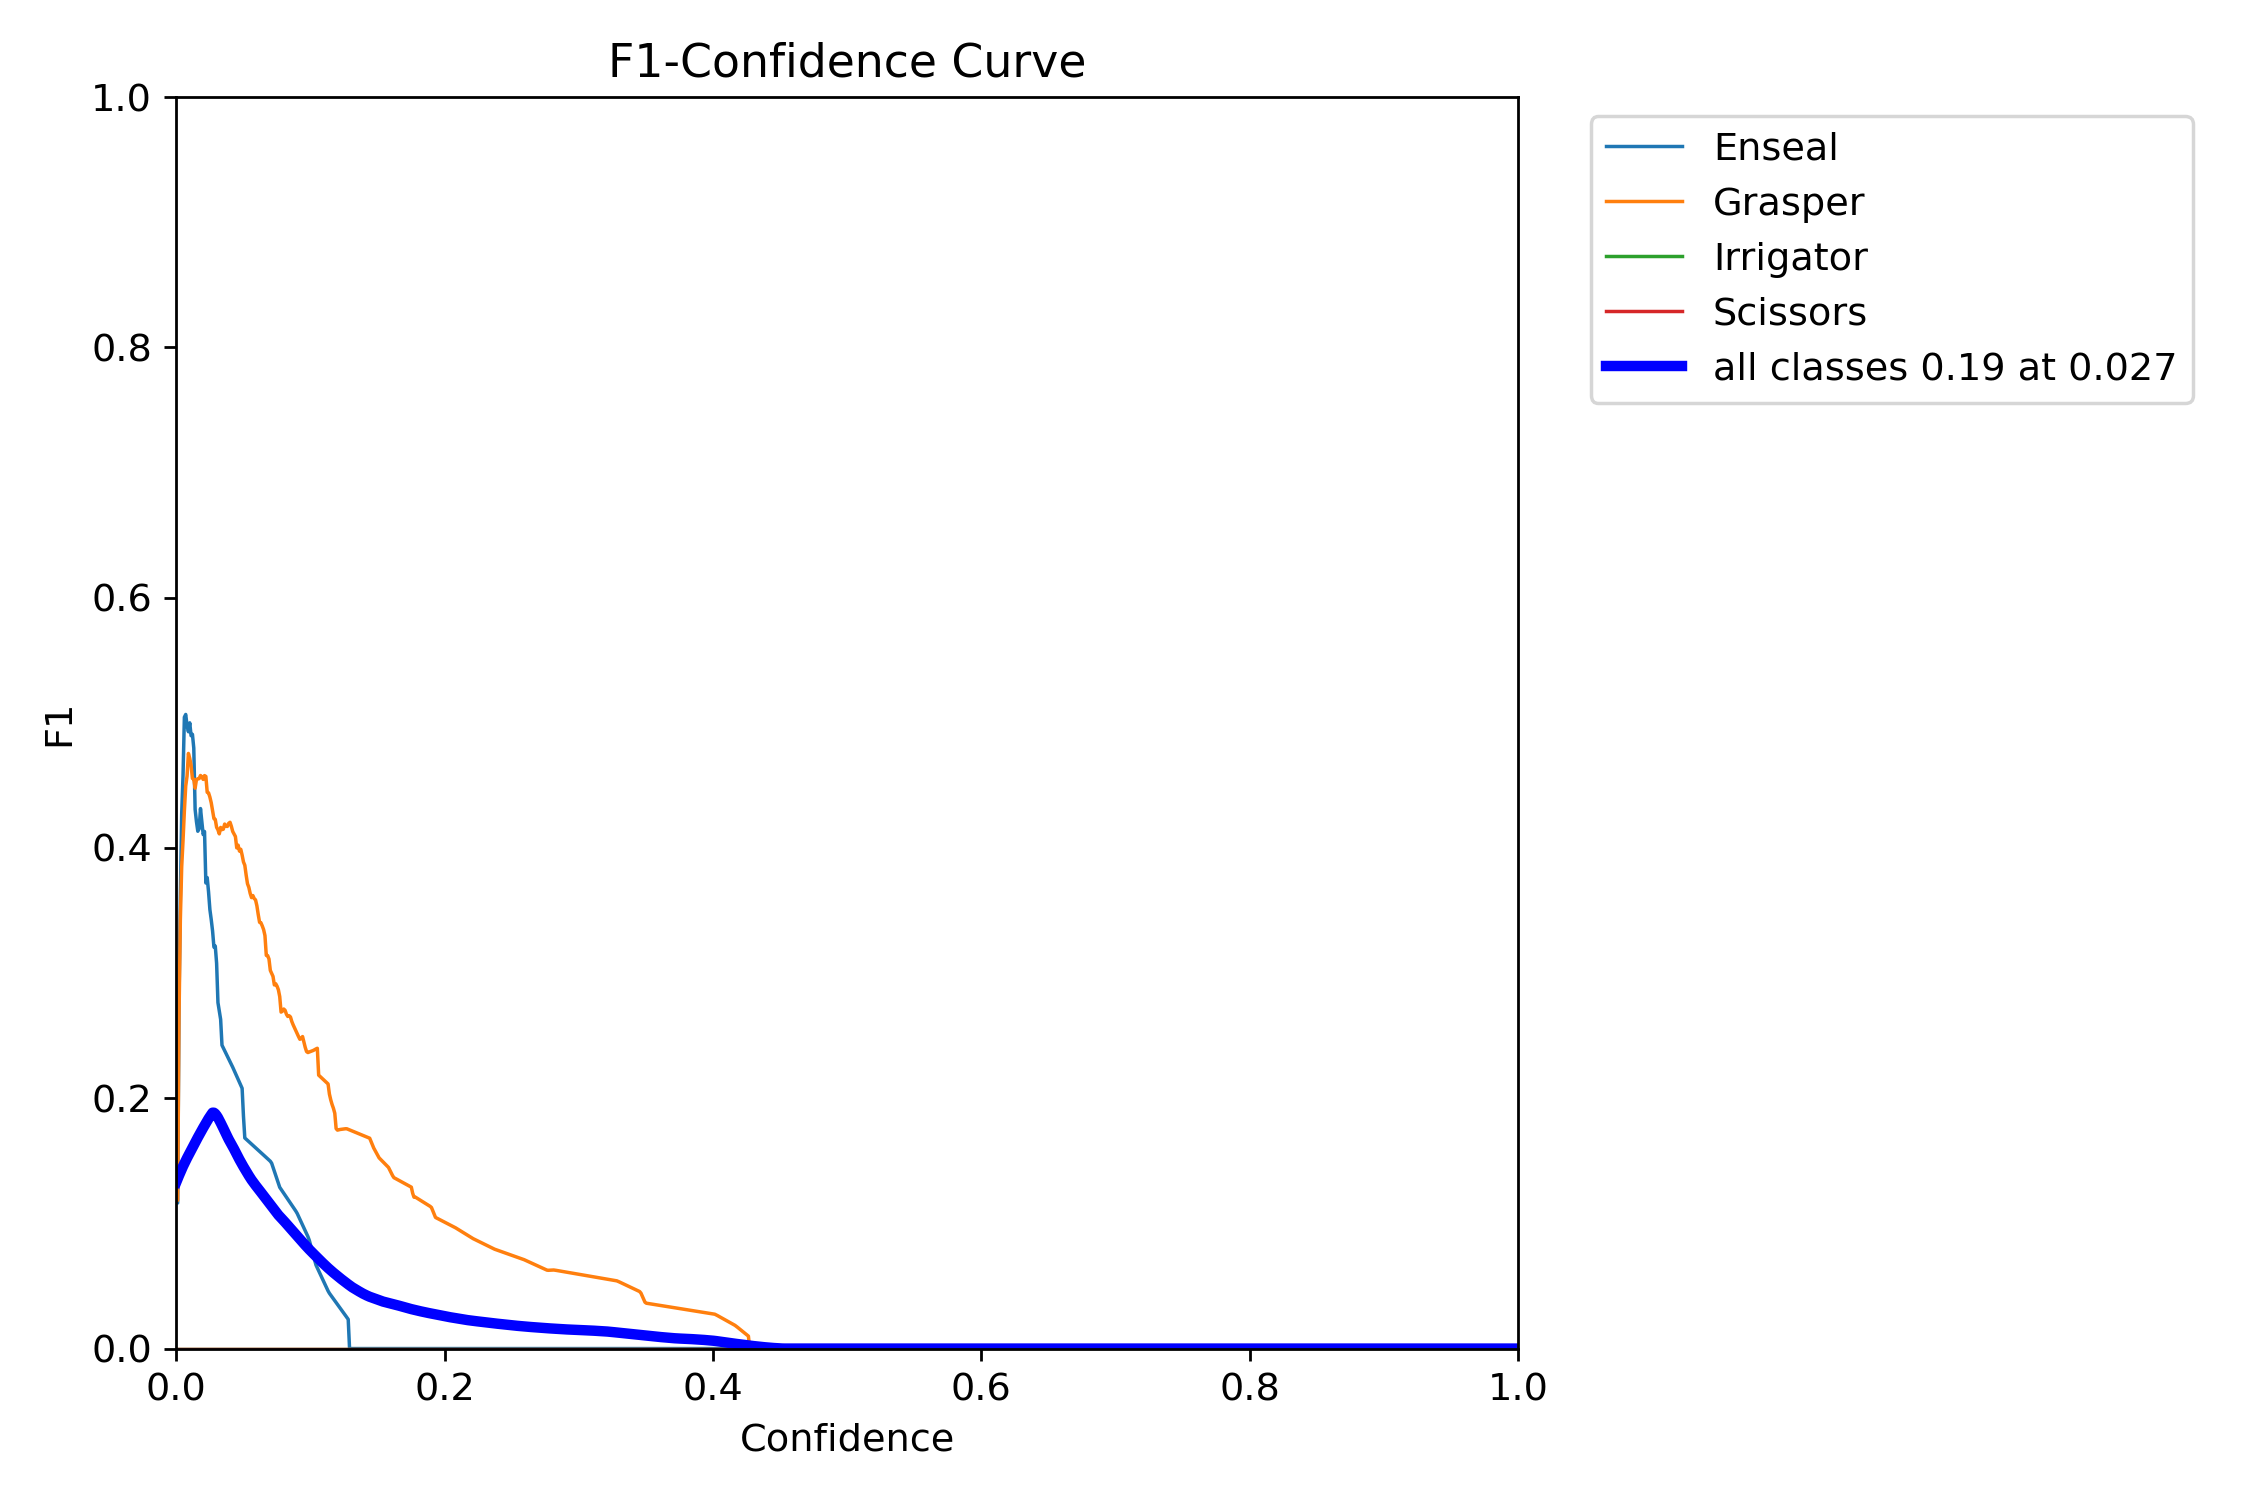 F1-Confidence Curve
1.0
0.8
0.6
0.4
0.2
0.0
F1
0.0 0.2 0.4 0.6 0.8 1.0
Confidence
Enseal
Grasper
Irrigator
Scissors
all classes 0.19 at 0.027